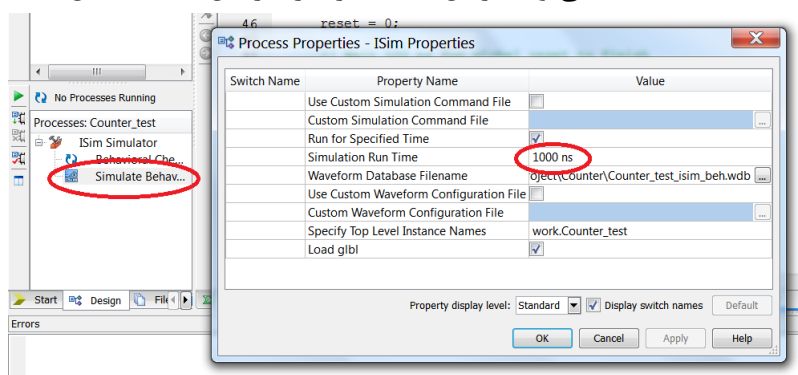 46 reset = 0;
Process Properties - ISim Properties
Switch Name Property Name Value
Use Custom Simulation Command File
Custom Simulation Command File ...
Run for Specified Time
Simulation Run Time 1000 ns
Waveform Database Filename oject\Counter\Counter_test_isim_beh.wdb ...
Use Custom Waveform Configuration File
Custom Waveform Configuration File ...
Specify Top Level Instance Names work.Counter_test
Load glbl
Property display level: Standard Display switch names Default
OK Cancel Apply Help
No Processes Running
Processes: Counter_test
ISim Simulator
Behavioral Che...
Simulate Behav...
Start Design File
Errors